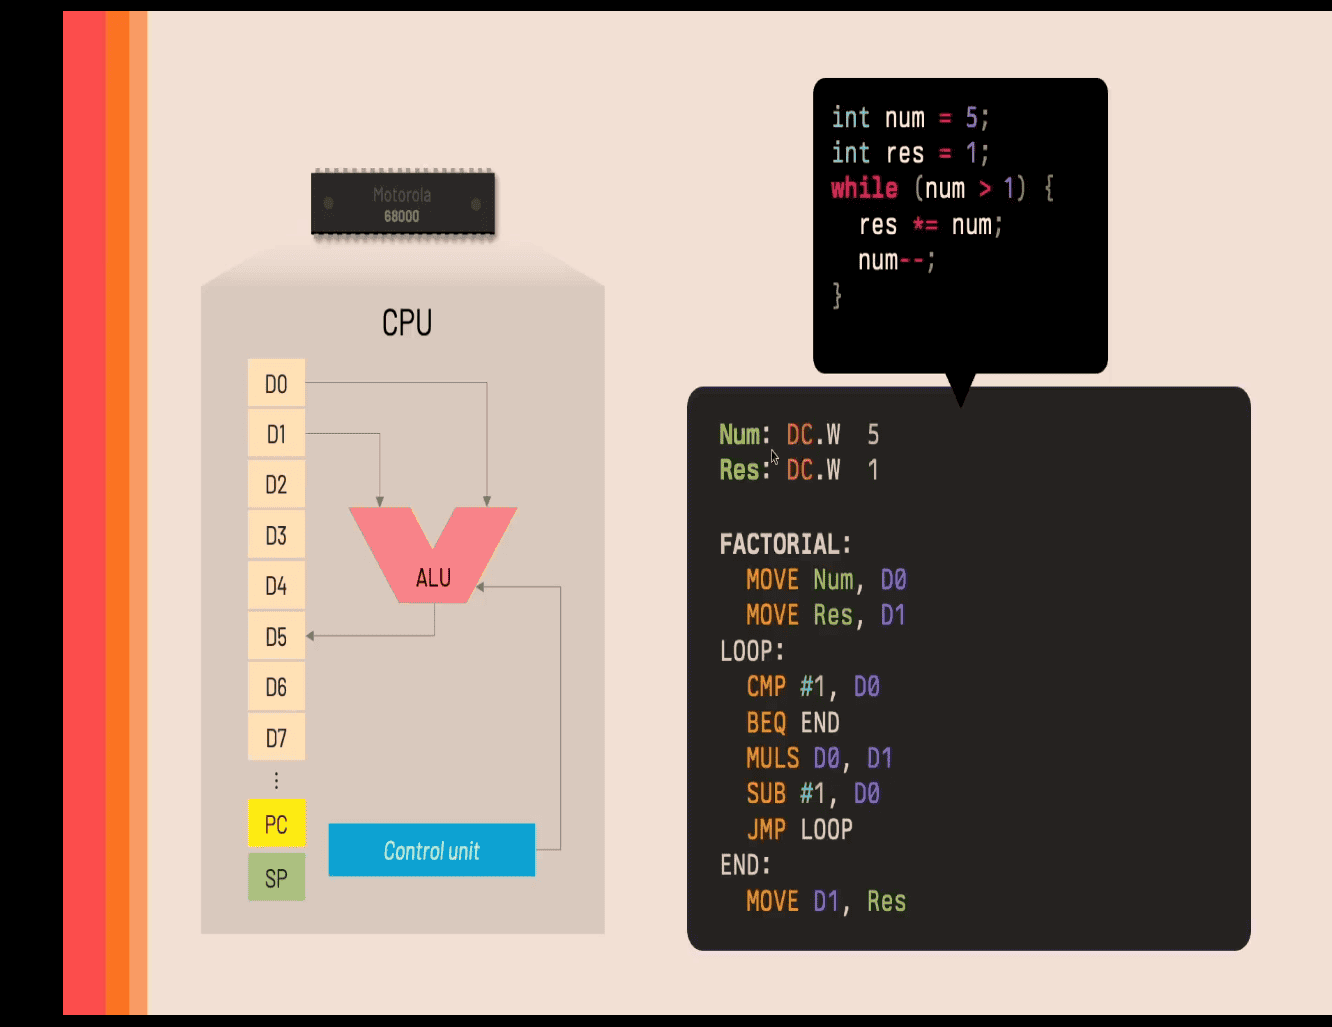 Motorola
68000
CPU
D0
D1
D2
D3
D4
D5
D6
D7
⋮
PC
SP
ALU
Control unit
int num = 5;
int res = 1;
while (num > 1) {
  res *= num;
  num--;
}
Num: DC.W  5
Res: DC.W  1
FACTORIAL:
  MOVE Num, D0
  MOVE Res, D1
LOOP:
  CMP #1, D0
  BEQ END
  MULS D0, D1
  SUB #1, D0
  JMP LOOP
END:
  MOVE D1, Res